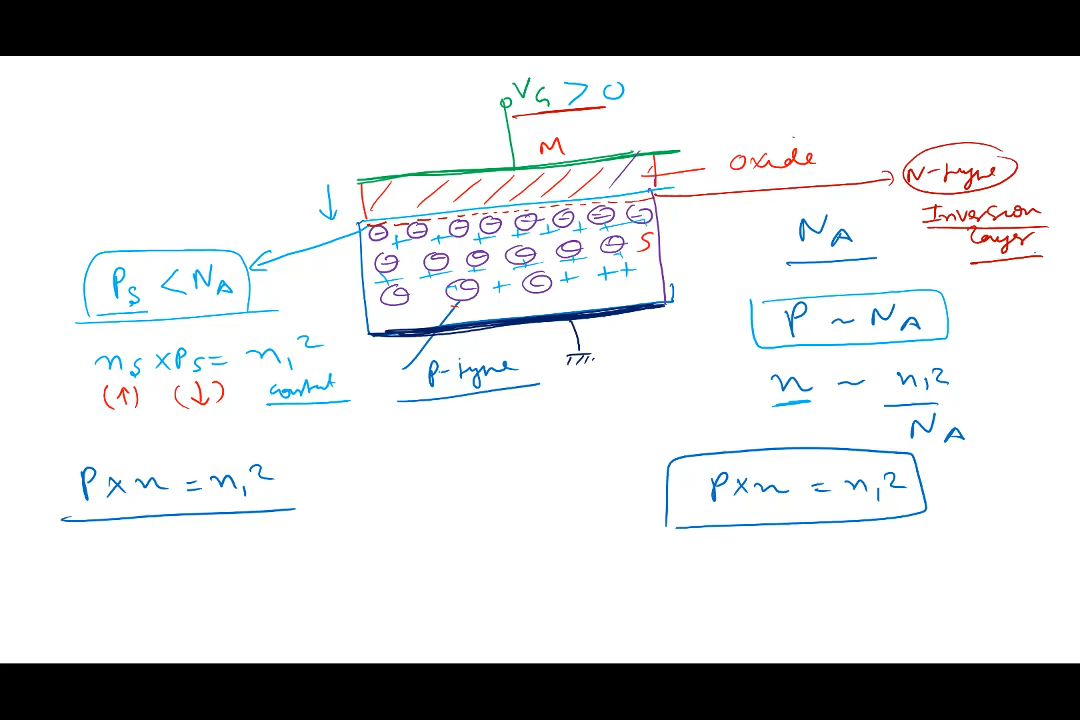 VG > 0
M
oxide
N-type
Inversion
layer
S
NA
Ps < NA
P ~ NA
ns x Ps = ni2
(↑) (↓) constant
P-type
n ~ ni2
NA
P x n = ni2
P x n = ni2